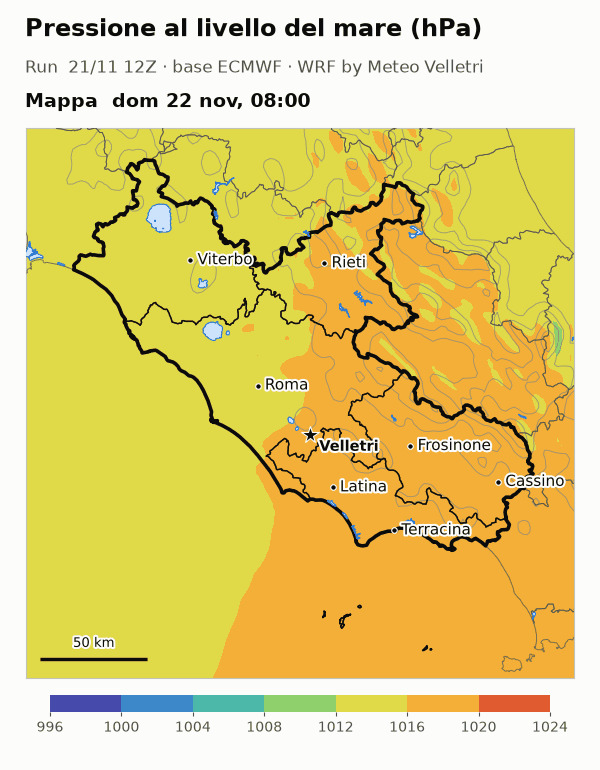 Pressione al livello del mare (hPa)
Run 21/11 12Z · base ECMWF · WRF by Meteo Velletri
Mappa dom 22 nov, 08:00
Viterbo
Rieti
Roma
Velletri
Frosinone
Cassino
Latina
Terracina
50 km
996 1000 1004 1008 1012 1016 1020 1024